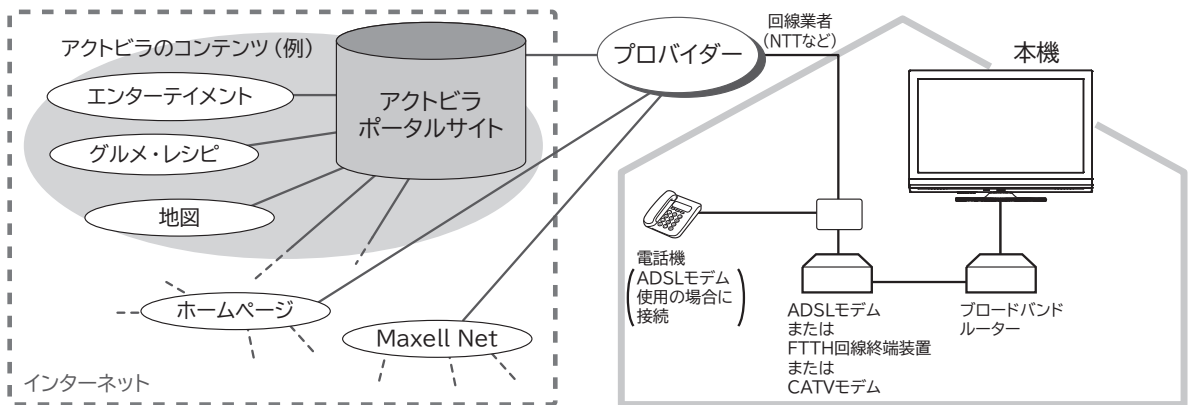 アクトビラのコンテンツ（例）
エンターテイメント
グルメ・レシピ
地図
アクトビラ
ポータルサイト
ホームページ
Maxell Net
インターネット
プロバイダー
回線業者
（NTTなど）
本機
電話機
（ADSLモデム
使用の場合に
接続）
ADSLモデム
または
FTTH回線終端装置
または
CATVモデム
ブロードバンド
ルーター